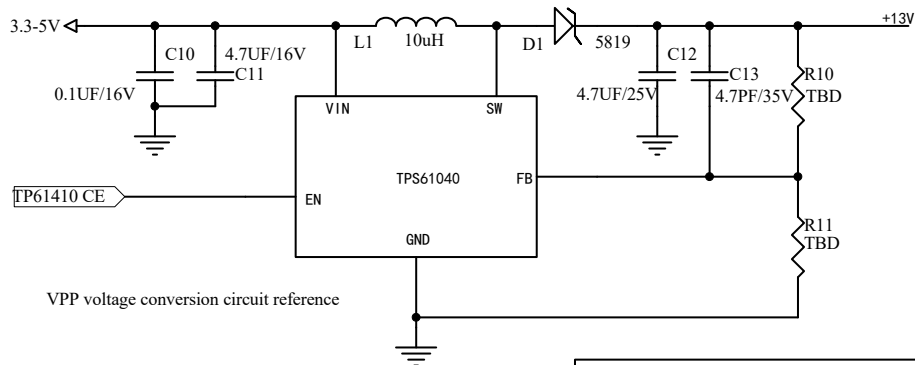 3.3-5V
C10
0.1UF/16V
4.7UF/16V
C11
L1
10uH
D1
5819
C12
4.7UF/25V
C13
4.7PF/35V
+13V
R10
TBD
VIN
SW
TPS61040
FB
EN
GND
TP61410 CE
R11
TBD
VPP voltage conversion circuit reference